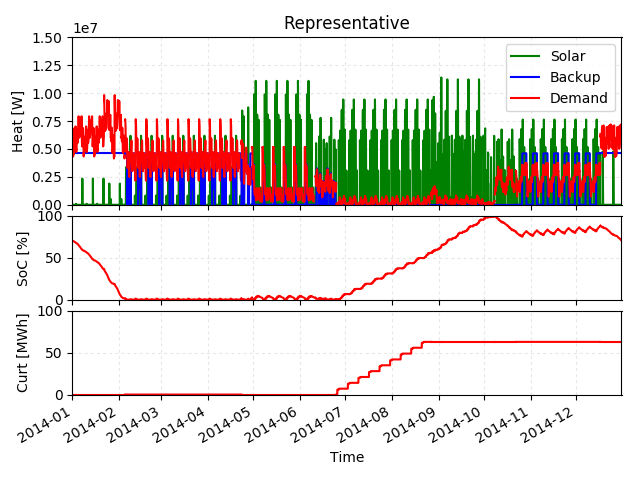 Representative
1e7
1.50
1.25
1.00
0.75
0.50
0.25
0.00
Heat [W]
Solar
Backup
Demand
100
50
0
SoC [%]
100
50
0
Curt [MWh]
2014-01
2014-02
2014-03
2014-04
2014-05
2014-06
2014-07
2014-08
2014-09
2014-10
2014-11
2014-12
Time